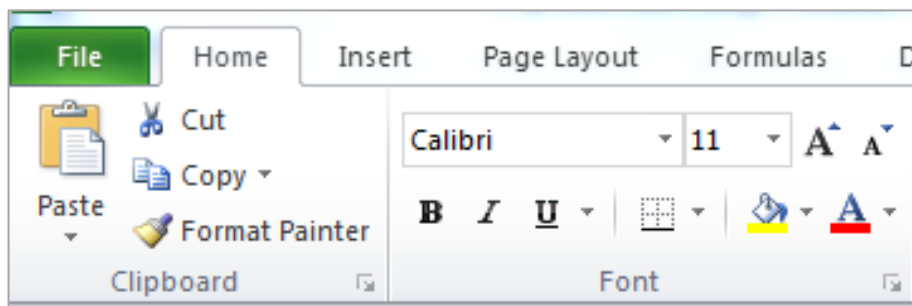 File Home Insert Page Layout Formulas D
Cut
Calibri 11 A A
Copy
Paste B I U A
Format Painter
Clipboard Font